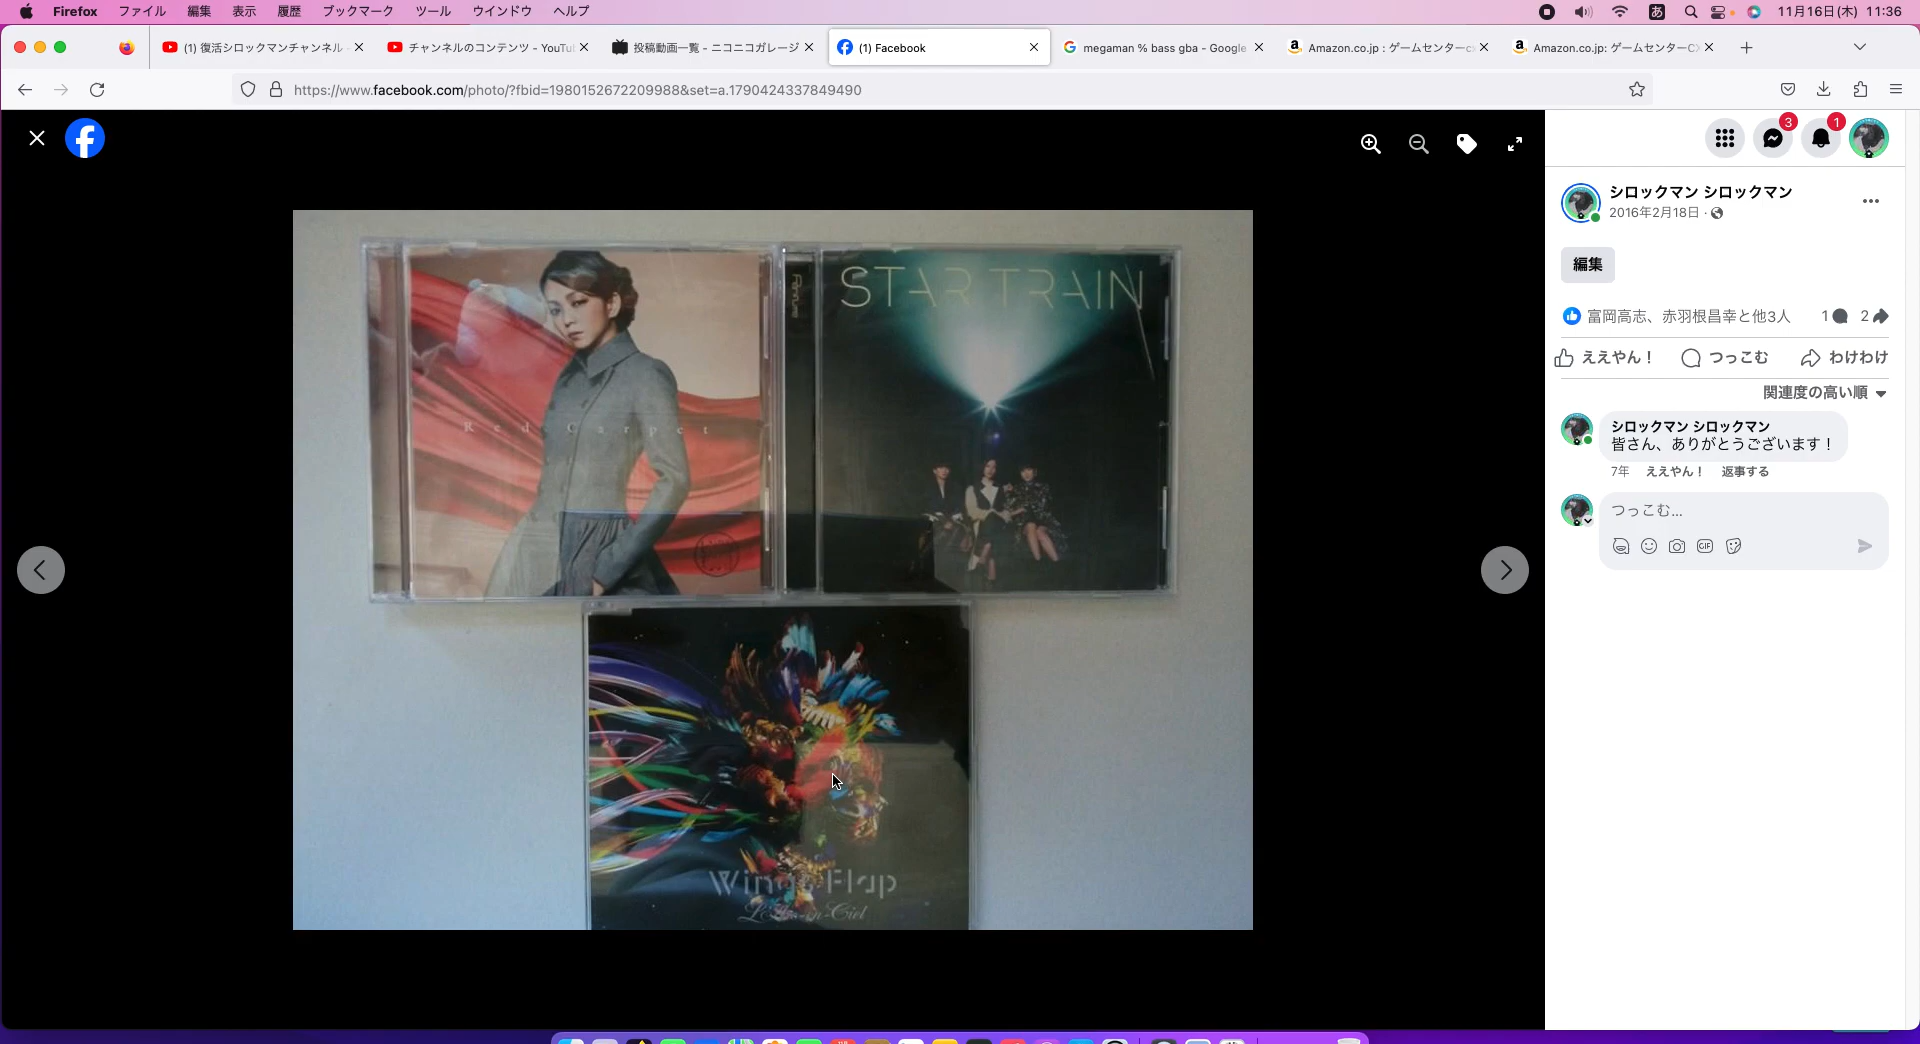 Firefox ファイル 編集 表示 履歴 ブックマーク ツール ウインドウ ヘルプ あ 11月16日(木) 11:36
(1) 復活シロックマンチャンネル チャンネルのコンテンツ - YouTu 投稿動画一覧 - ニコニコガレージ (1) Facebook megaman % bass gba - Google Amazon.co.jp : ゲームセンターc Amazon.co.jp: ゲームセンターC
https://www.facebook.com/photo/?fbid=1980152672209988&set=a.1790424337849490
3 1
シロックマン シロックマン
2016年2月18日 ·
編集
富岡高志、赤羽根昌幸と他3人 1 2
ええやん！ つっこむ わけわけ
関連度の高い順
シロックマン シロックマン
皆さん、ありがとうございます！
7年 ええやん！ 返事する
つっこむ...
GIF
STAR TRAIN
Perfume
Red Carpet
Wings Flap
L'Arc~en~Ciel